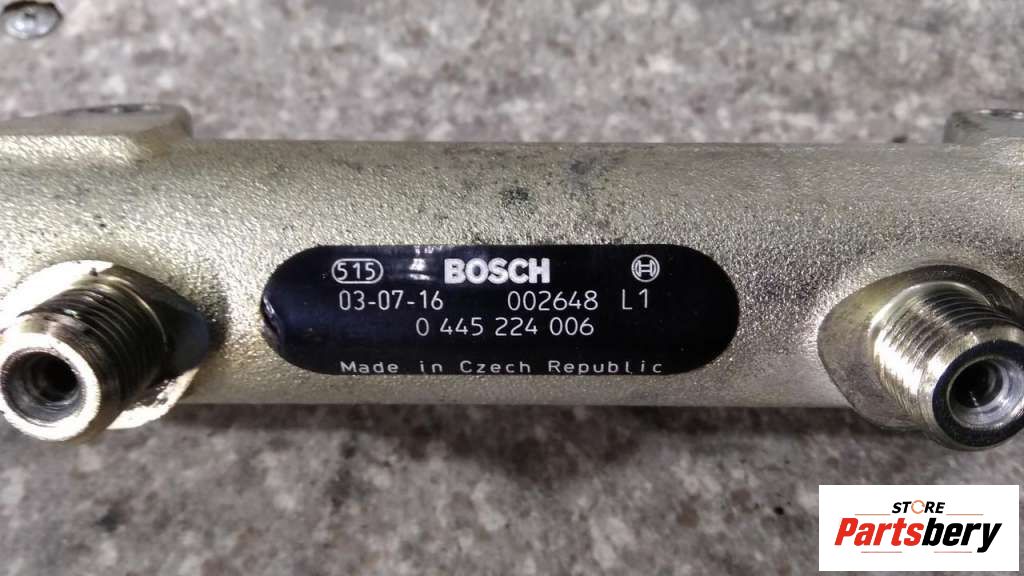 515 BOSCH
03-07-16 002648 L1
0 445 224 006
Made in Czech Republic
STORE
Partsbery